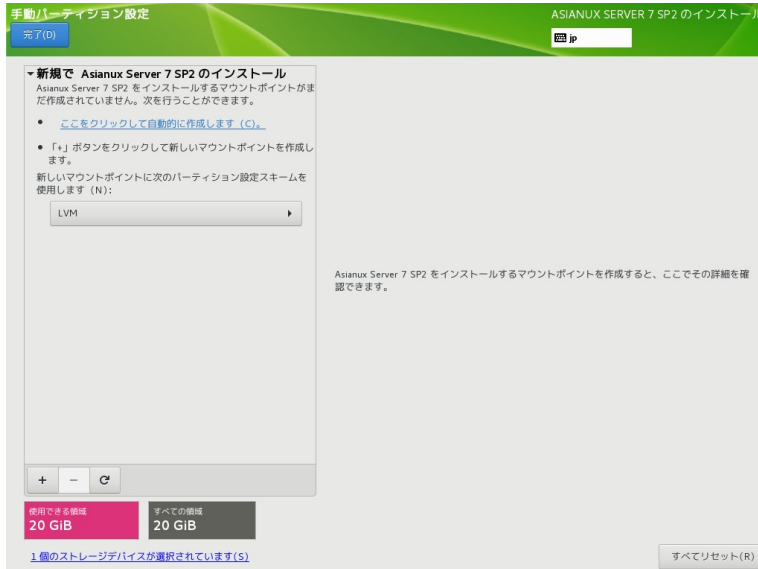 手動パーティション設定
ASIANUX SERVER 7 SP2 のインストール
完了(D)
jp
新規で Asianux Server 7 SP2 のインストール
Asianux Server 7 SP2 をインストールするマウントポイントがま
だ作成されていません。次を行うことができます。
• ここをクリックして自動的に作成します (C)。
• 「+」ボタンをクリックして新しいマウントポイントを作成し
ます。
新しいマウントポイントに次のパーティション設定スキームを
使用します (N):
LVM
Asianux Server 7 SP2 をインストールするマウントポイントを作成すると、ここでその詳細を確
認できます。
+ −
使用できる領域
20 GiB
すべての領域
20 GiB
1 個のストレージデバイスが選択されています(S)
すべてリセット(R)